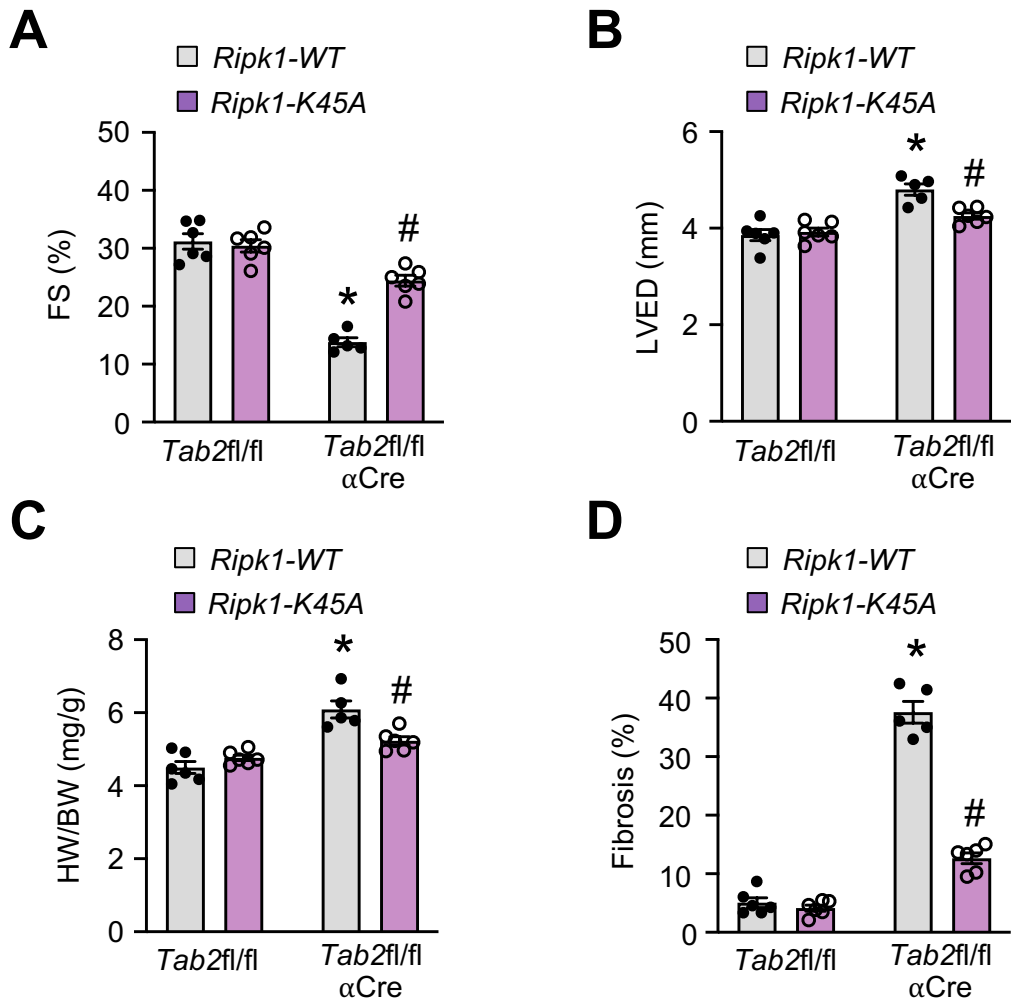 A
Ripk1-WT
Ripk1-K45A
50
40
30
20
10
0
FS (%)
*
#
Tab2fl/fl
Tab2fl/fl
αCre
B
Ripk1-WT
Ripk1-K45A
6
4
2
0
LVED (mm)
*
#
Tab2fl/fl
Tab2fl/fl
αCre
C
Ripk1-WT
Ripk1-K45A
8
6
4
2
0
HW/BW (mg/g)
*
#
Tab2fl/fl
Tab2fl/fl
αCre
D
Ripk1-WT
Ripk1-K45A
50
40
30
20
10
0
Fibrosis (%)
*
#
Tab2fl/fl
Tab2fl/fl
αCre